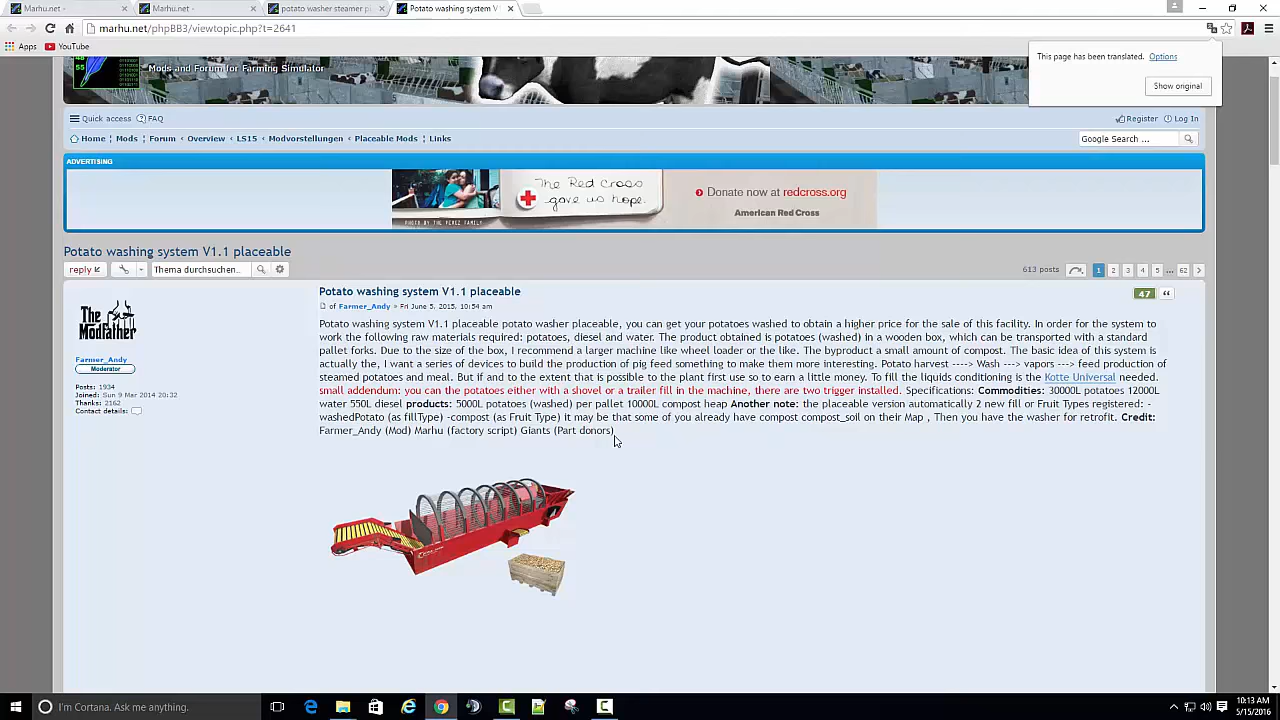 Marhu.net -
Marhu.net -
potato washer steamer p
Potato washing system V
marhu.net/phpBB3/viewtopic.php?t=2641
Apps
YouTube
This page has been translated. Options
Show original
Mods and Forum for Farming Simulator
Quick access
FAQ
Register
Log In
Home
Mods
Forum
‹ Overview ‹ LS15 ‹ Modvorstellungen ‹ Placeable Mods
Links
Google Search ...
ADVERTISING
The Red Cross
gave us hope.
PHOTO BY THE PEREZ FAMILY
Donate now at redcross.org
American Red Cross
Potato washing system V1.1 placeable
reply
Thema durchsuchen...
613 posts
1 2 3 4 5 ... 62
Potato washing system V1.1 placeable
of Farmer_Andy » Fri June 5, 2015, 10:54 am
47
The
Modfather
Farmer_Andy
Moderator
Posts: 1934
Joined: Sun 9 Mar 2014 20:32
Thanks: 2162
Contact details:
Potato washing system V1.1 placeable potato washer placeable, you can get your potatoes washed to obtain a higher price for the sale of this facility. In order for the system to
work the following raw materials required: potatoes, diesel and water. The product obtained is potatoes (washed) in a wooden box, which can be transported with a standard
pallet forks. Due to the size of the box, I recommend a larger machine like wheel loader or the like. The byproduct a small amount of compost. The basic idea of this system is
actually the, I want a series of devices to build the production of pig feed something to make them more interesting. Potato harvest ----> Wash ---> vapors ---> feed production of
steamed potatoes and meal. But if and to the extent that is possible to the plant first use so to earn a little money. To fill the liquids conditioning is the Kotte Universal needed.
small addendum: you can the potatoes either with a shovel or a trailer fill in the machine, there are two trigger installed. Specifications: Commodities: 30000L potatoes 12000L
water 550L diesel products: 5000L potatoes (washed) per pallet 10000L compost heap Another note: the placeable version automatically 2 new fill or Fruit Types registered: -
washedPotato (as fillType) -compost (as Fruit Type) it may be that some of you already have compost compost_soil on their Map , Then you have the washer for retrofit. Credit:
Farmer_Andy (Mod) Marhu (factory script) Giants (Part donors)
I'm Cortana. Ask me anything.
10:13 AM
5/15/2016